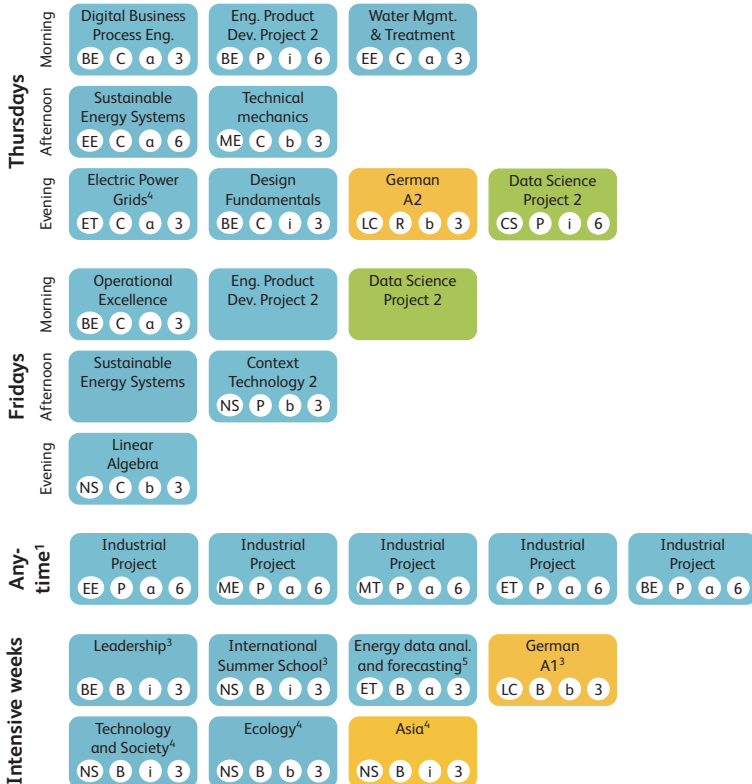 Thursdays
Morning
Digital Business
Process Eng.
BE C a 3
Eng. Product
Dev. Project 2
BE P i 6
Water Mgmt.
& Treatment
EE C a 3
Afternoon
Sustainable
Energy Systems
EE C a 6
Technical
mechanics
ME C b 3
Evening
Electric Power
Grids⁴
ET C a 3
Design
Fundamentals
BE C i 3
German
A2
LC R b 3
Data Science
Project 2
CS P i 6
Fridays
Morning
Operational
Excellence
BE C a 3
Eng. Product
Dev. Project 2
Data Science
Project 2
Afternoon
Sustainable
Energy Systems
Context
Technology 2
NS P b 3
Evening
Linear
Algebra
NS C b 3
Any-
time¹
Industrial
Project
EE P a 6
Industrial
Project
ME P a 6
Industrial
Project
MT P a 6
Industrial
Project
ET P a 6
Industrial
Project
BE P a 6
Intensive weeks
Leadership³
BE B i 3
International
Summer School³
NS B i 3
Energy data anal.
and forecasting⁵
ET B a 3
German
A1³
LC B b 3
Technology
and Society⁴
NS B i 3
Ecology⁴
NS B b 3
Asia⁴
NS B i 3